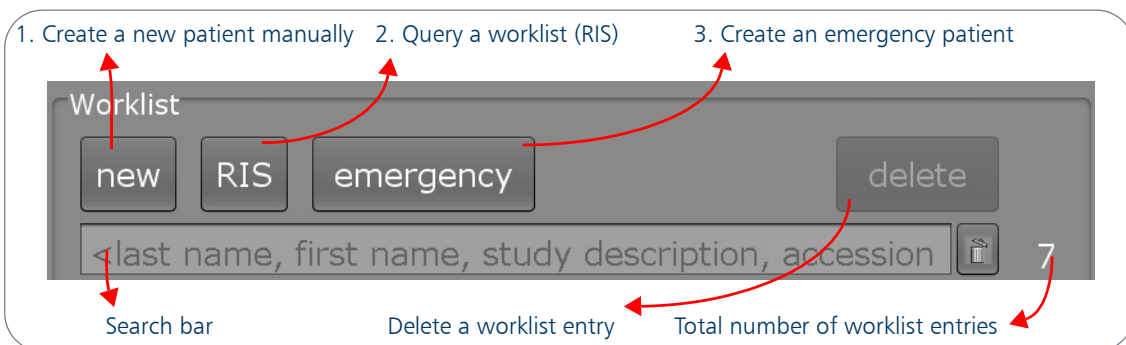 1. Create a new patient manually 2. Query a worklist (RIS) 3. Create an emergency patient
Worklist
new RIS emergency delete
<last name, first name, study description, accession 7
Search bar Delete a worklist entry Total number of worklist entries